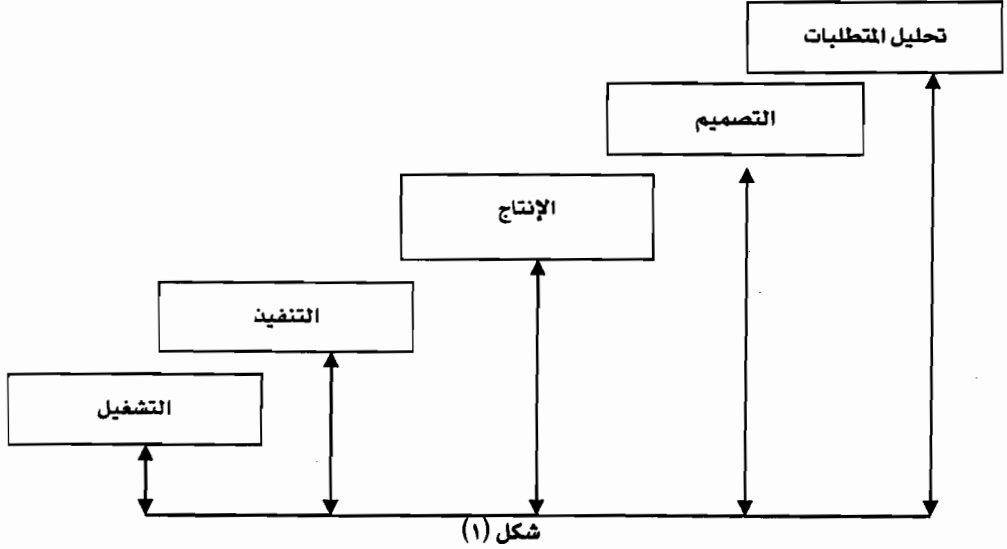 تحليل المتطلبات
التصميم
الإنتاج
التنفيذ
التشغيل
شكل (١)